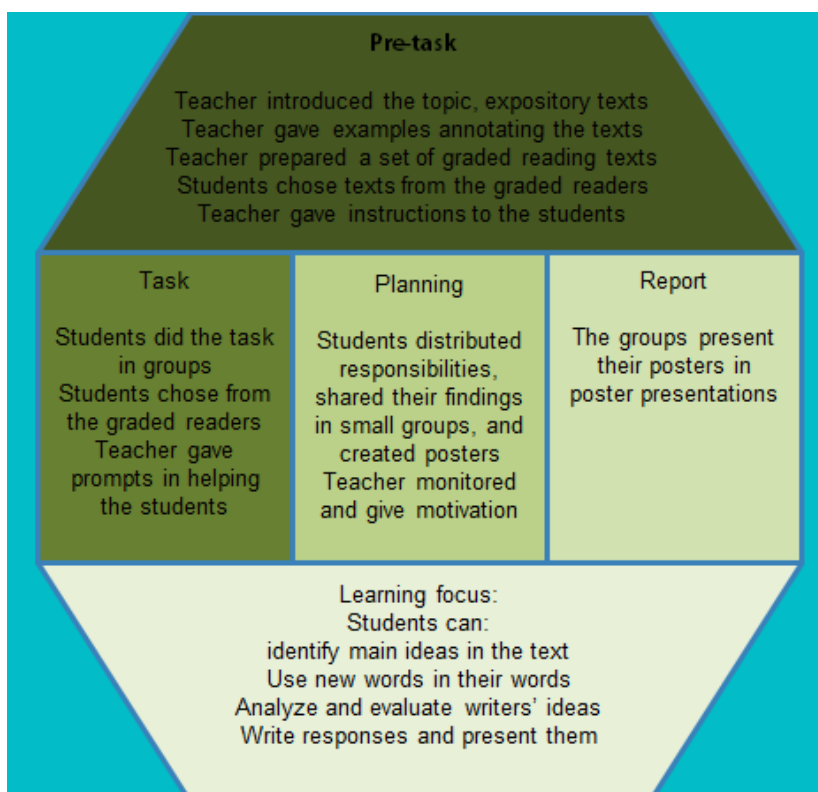 Pre-task
Teacher introduced the topic, expository texts
Teacher gave examples annotating the texts
Teacher prepared a set of graded reading texts
Students chose texts from the graded readers
Teacher gave instructions to the students
Task
Students did the task
in groups
Students chose from
the graded readers
Teacher gave
prompts in helping
the students
Planning
Students distributed
responsibilities,
shared their findings
in small groups, and
created posters
Teacher monitored
and give motivation
Report
The groups present
their posters in
poster presentations
Learning focus:
Students can:
identify main ideas in the text
Use new words in their words
Analyze and evaluate writers’ ideas
Write responses and present them